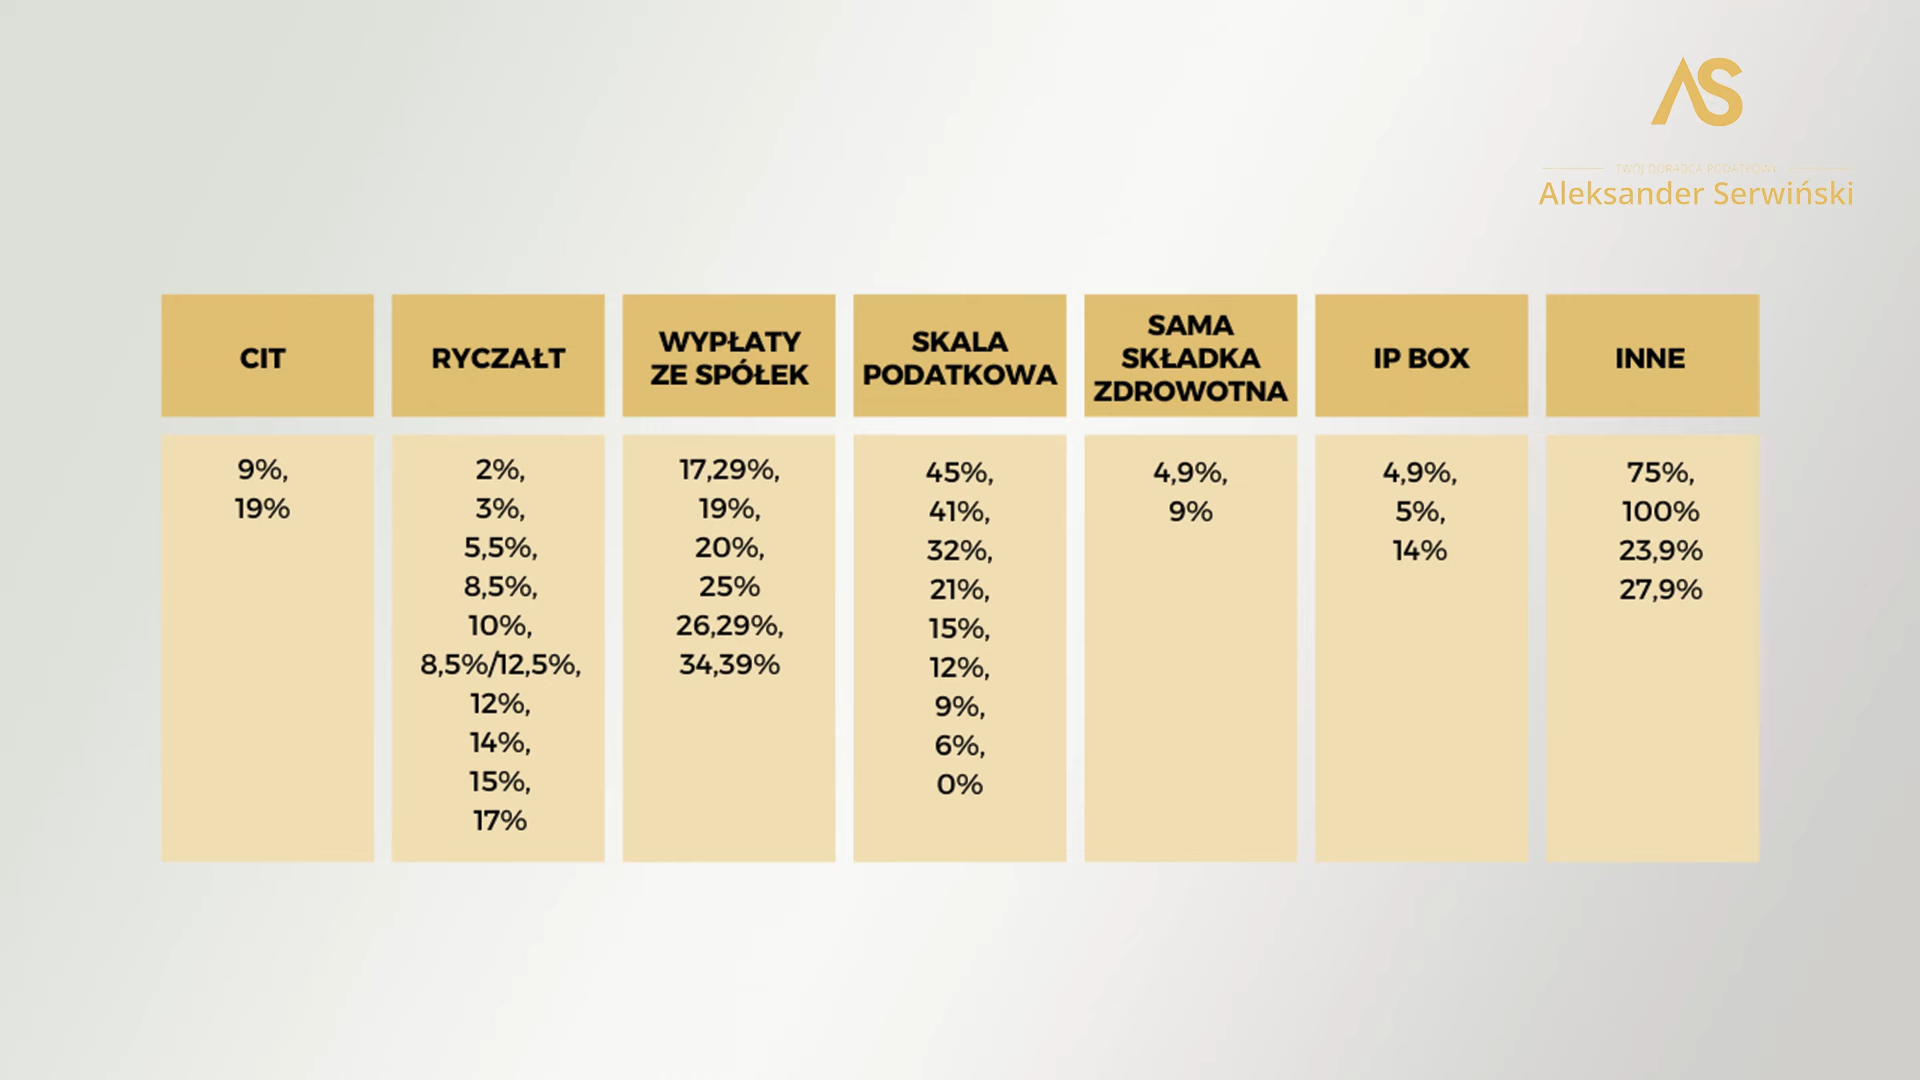 AS
TWÓJ DORADCA PODATKOWY
Aleksander Serwiński
CIT
9%,
19%
RYCZAŁT
2%,
3%,
5,5%,
8,5%,
10%,
8,5%/12,5%,
12%,
14%,
15%,
17%
WYPŁATY
ZE SPÓŁEK
17,29%,
19%,
20%,
25%
26,29%,
34,39%
SKALA
PODATKOWA
45%,
41%,
32%,
21%,
15%,
12%,
9%,
6%,
0%
SAMA
SKŁADKA
ZDROWOTNA
4,9%,
9%
IP BOX
4,9%,
5%,
14%
INNE
75%,
100%
23,9%
27,9%